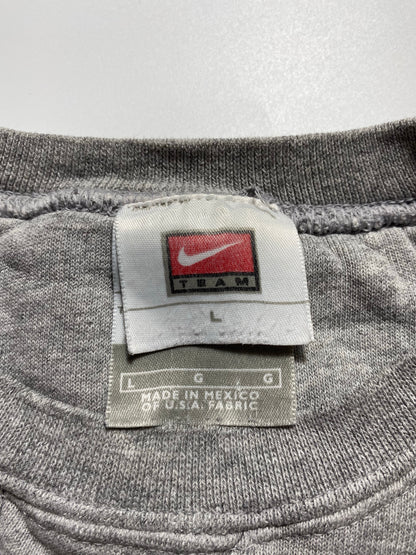 TEAM
L
L G G
MADE IN MEXICO
OF U.S.A. FABRIC